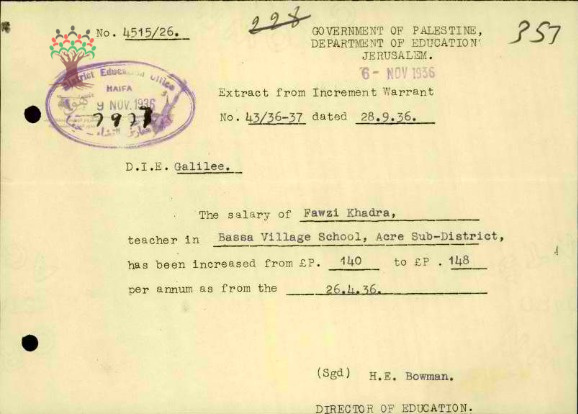 No. 4515/26.
228
357
GOVERNMENT OF PALESTINE,
DEPARTMENT OF EDUCATION
JERUSALEM.
6- NOV 1936
District Education Office
HAIFA
9 NOV. 1936
Extract from Increment Warrant
No. 43/36-37 dated 28.9.36.
D.I.E. Galilee.
The salary of Fawzi Khadra,
teacher in Bassa Village School, Acre Sub-District,
has been increased from £P. 140 to £P . 148
per annum as from the 26.4.36.
(Sgd) H.E. Bowman.
DIRECTOR OF EDUCATION.